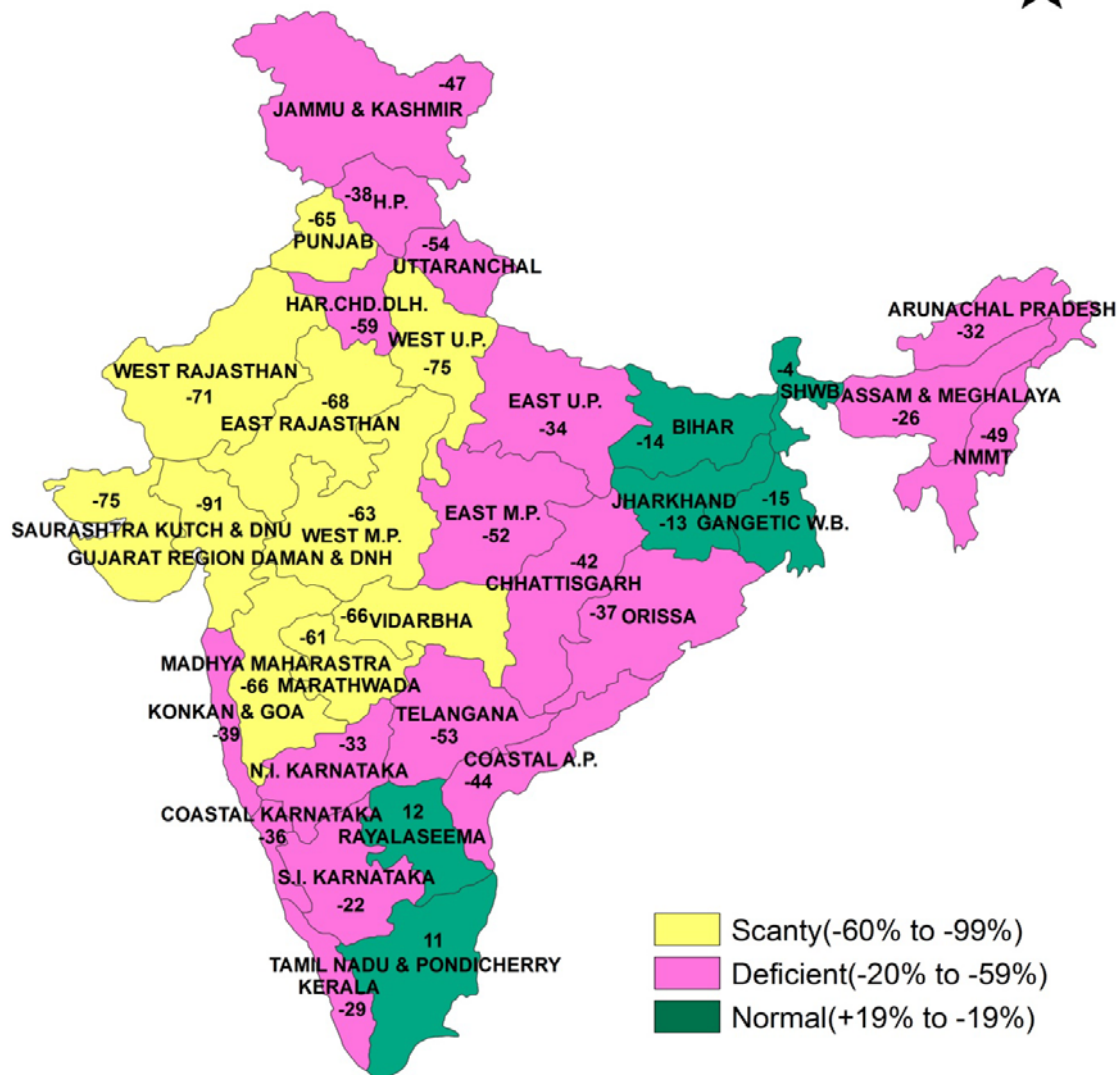 -47
JAMMU & KASHMIR
-38 H.P.
-65
PUNJAB
-54
UTTARANCHAL
HAR.CHD.DLH.
-59
WEST U.P.
-75
ARUNACHAL PRADESH
-32
WEST RAJASTHAN
-71
-68
EAST RAJASTHAN
EAST U.P.
-34
-4
SHWB
BIHAR
-14
ASSAM & MEGHALAYA
-26
-49
NMMT
-75
SAURASHTRA KUTCH & DNU
-91
GUJARAT REGION DAMAN & DNH
-63
WEST M.P.
EAST M.P.
-52
JHARKHAND
-13
-15
GANGETIC W.B.
-42
CHHATTISGARH
-37 ORISSA
-66 VIDARBHA
-61
MADHYA MAHARASTRA
-66 MARATHWADA
KONKAN & GOA
-39
TELANGANA
-53
-33
N.I. KARNATAKA
COASTAL A.P.
-44
COASTAL KARNATAKA
-36
12
RAYALASEEMA
S.I. KARNATAKA
-22
11
TAMIL NADU & PONDICHERRY
KERALA
-29
Scanty(-60% to -99%)
Deficient(-20% to -59%)
Normal(+19% to -19%)